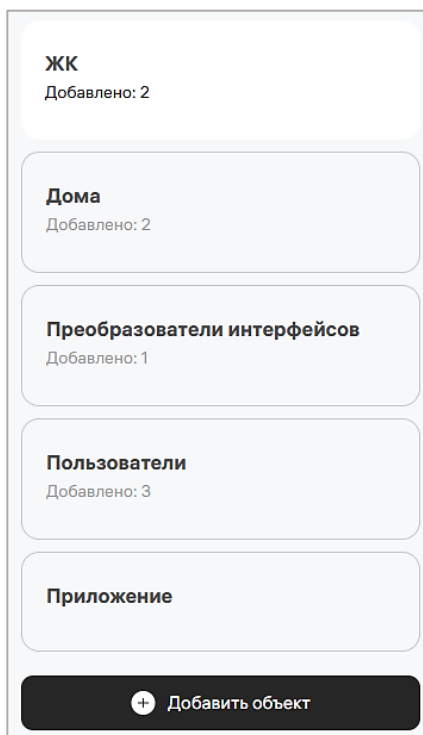 ЖК
Добавлено: 2
Дома
Добавлено: 2
Преобразователи интерфейсов
Добавлено: 1
Пользователи
Добавлено: 3
Приложение
Добавить объект